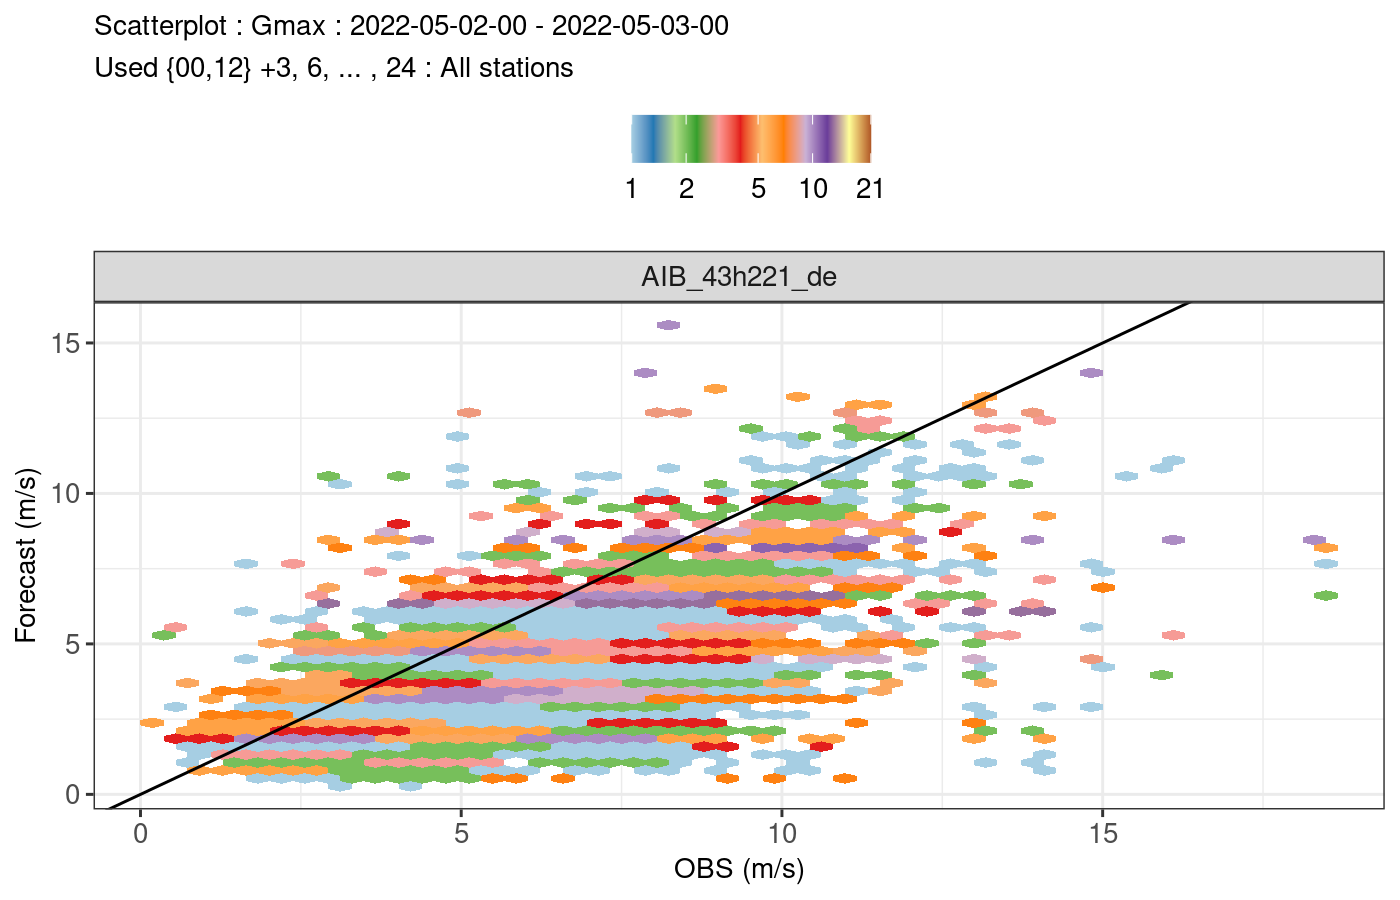 Scatterplot : Gmax : 2022-05-02-00 - 2022-05-03-00
Used {00,12} +3, 6, ... , 24 : All stations
1 2 5 10 21
AIB_43h221_de
Forecast (m/s)
15
10
5
0
0 5 10 15
OBS (m/s)